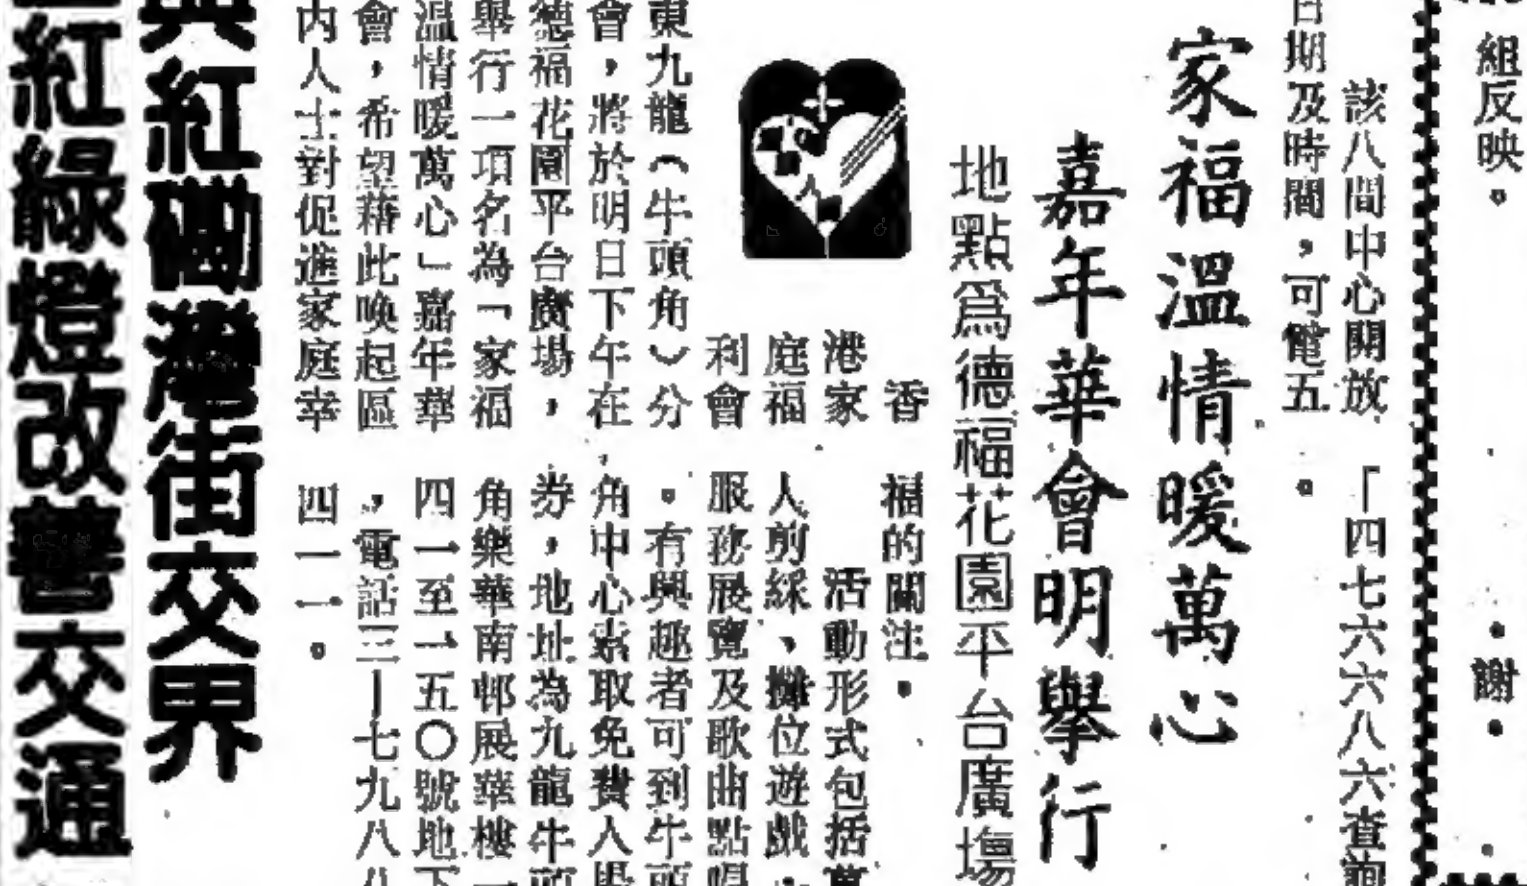 組反映。
．謝．
該八間中心開放
日期及時間，可電五
「四七六六八六查詢
。
家福溫情暖萬心
嘉年華會明舉行
地點爲德福花園平台廣場
香
港家
庭福
利會
東九龍（牛頭角）分
會，將於明日下午在
德福花園平台廣場，
舉行一項名為「家福
温情暖萬心」嘉年華
會，希望藉此喚起區
內人士對促進家庭幸
福的關注。
活動形式包括萬
人剪綵、攤位遊戲、
服務展覽及歌曲點唱
。有興趣者可到牛頭
角中心索取免費入場
券，地址為九龍牛頭
角樂華南邨展華樓一
四一至一五〇號地下
，電話三—七九八八
四一一。
與紅磡灣街交界
紅綠燈改善交通